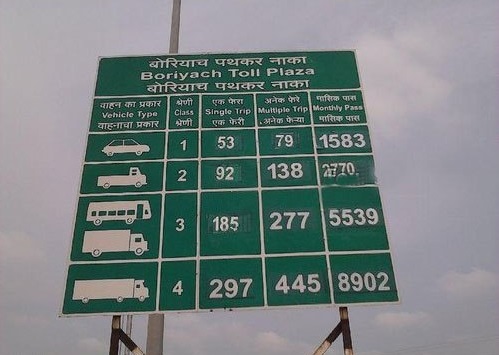 बोरियाच पथकर नाका
Boriyach Toll Plaza
बोरियाच पथकर नाका
वाहन का प्रकार श्रेणी एक फेरा अनेक फेरे मासिक पास
Vehicle Type Class Single Trip Multiple Trip Monthly Pass
वाहनाचा प्रकार श्रेणी एक फेरी अनेक फेऱ्या मासिक पास
1 53 79 1583
2 92 138 2770
3 185 277 5539
4 297 445 8902